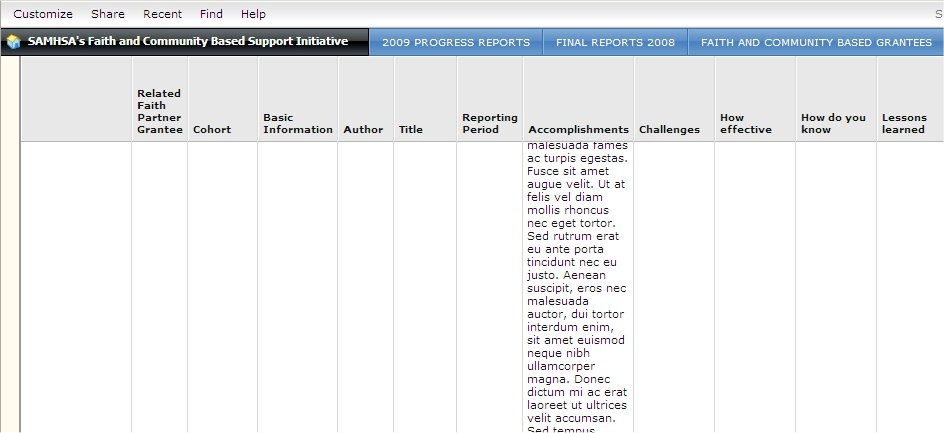 Customize Share Recent Find Help S
SAMHSA's Faith and Community Based Support Initiative 2009 PROGRESS REPORTS FINAL REPORTS 2008 FAITH AND COMMUNITY BASED GRANTEES
Related
Faith
Partner
Grantee
Cohort
Basic
Information
Author
Title
Reporting
Period
Accomplishments
Challenges
How
effective
How do you
know
Lessons
learned
malesuada fames
ac turpis egestas.
Fusce sit amet
augue velit. Ut at
felis vel diam
mollis rhoncus
nec eget tortor.
Sed rutrum erat
eu ante porta
tincidunt nec eu
justo. Aenean
suscipit, eros nec
malesuada
auctor, dui tortor
interdum enim,
sit amet euismod
neque nibh
ullamcorper
magna. Donec
dictum mi ac erat
laoreet ut ultrices
velit accumsan.
Sed tempus